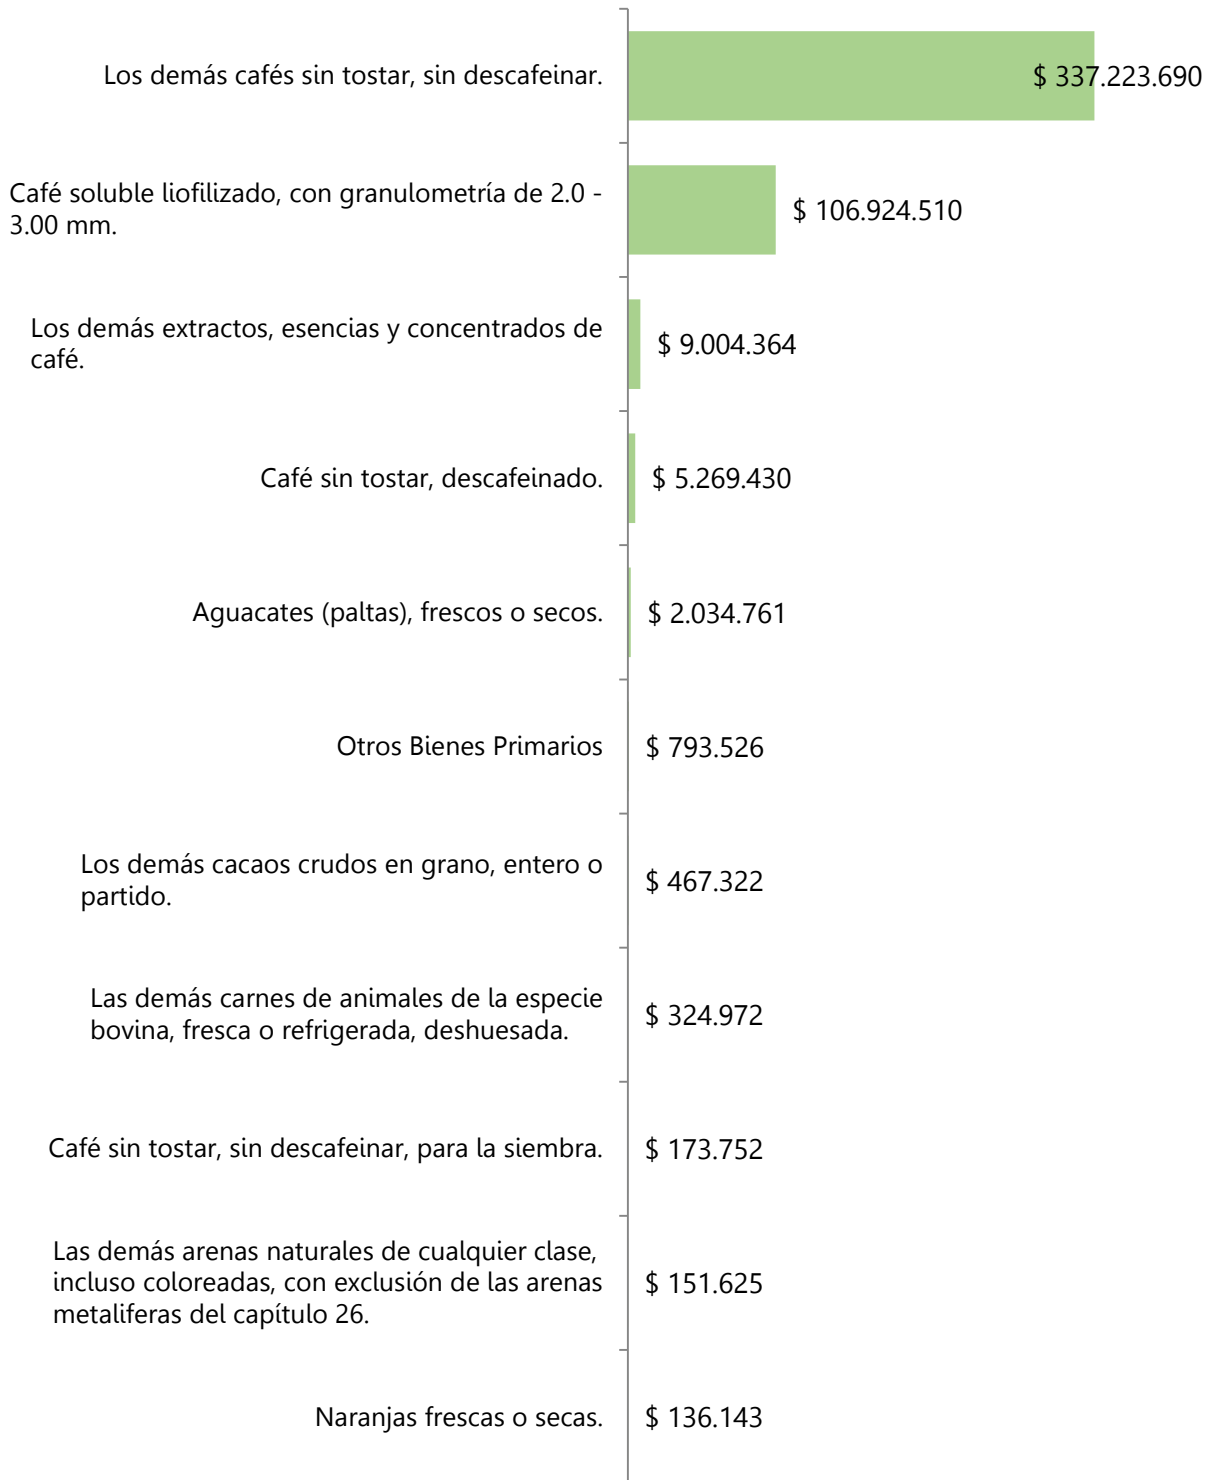 Los demás cafés sin tostar, sin descafeinar.
$ 337.223.690
Café soluble liofilizado, con granulometría de 2.0 -
3.00 mm.
$ 106.924.510
Los demás extractos, esencias y concentrados de
café.
$ 9.004.364
Café sin tostar, descafeinado.
$ 5.269.430
Aguacates (paltas), frescos o secos.
$ 2.034.761
Otros Bienes Primarios
$ 793.526
Los demás cacaos crudos en grano, entero o
partido.
$ 467.322
Las demás carnes de animales de la especie
bovina, fresca o refrigerada, deshuesada.
$ 324.972
Café sin tostar, sin descafeinar, para la siembra.
$ 173.752
Las demás arenas naturales de cualquier clase,
incluso coloreadas, con exclusión de las arenas
metaliferas del capítulo 26.
$ 151.625
Naranjas frescas o secas.
$ 136.143